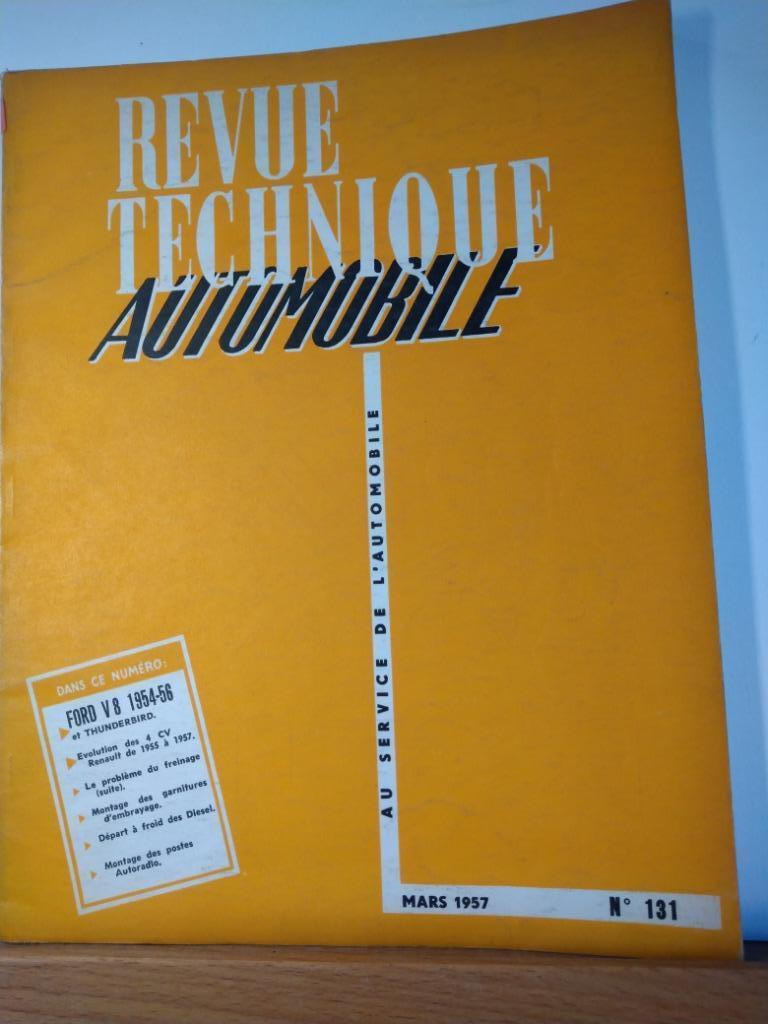 REVUE
TECHNIQUE
AUTOMOBILE
AU SERVICE DE L'AUTOMOBILE
DANS CE NUMÉRO:
FORD V8 1954-56
et THUNDERBIRD.
Evolution des 4 CV
Renault de 1955 à 1957.
Le problème du freinage
(suite).
Montage des garnitures
d'embrayage.
Départ à froid des Diesel.
Montage des postes
Autoradio.
MARS 1957 N° 131